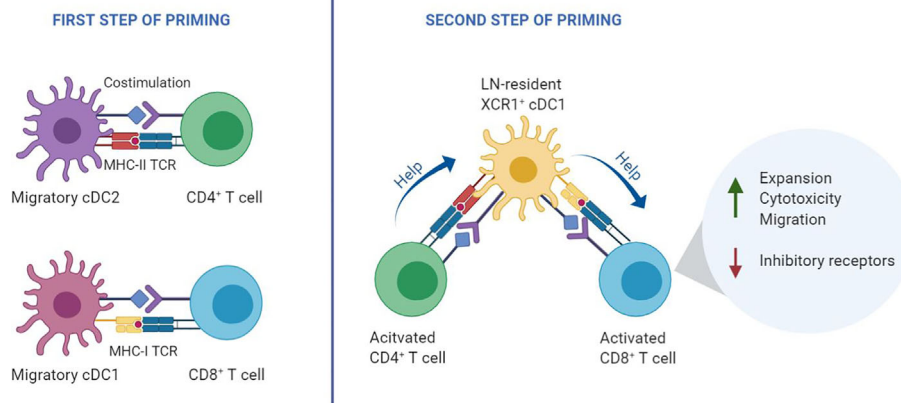 FIRST STEP OF PRIMING
Costimulation
MHC-II TCR
Migratory cDC2
CD4⁺ T cell
MHC-I TCR
Migratory cDC1
CD8⁺ T cell
SECOND STEP OF PRIMING
LN-resident
XCR1⁺ cDC1
Help
Help
Acitvated
CD4⁺ T cell
Activated
CD8⁺ T cell
Expansion
Cytotoxicity
Migration
Inhibitory receptors